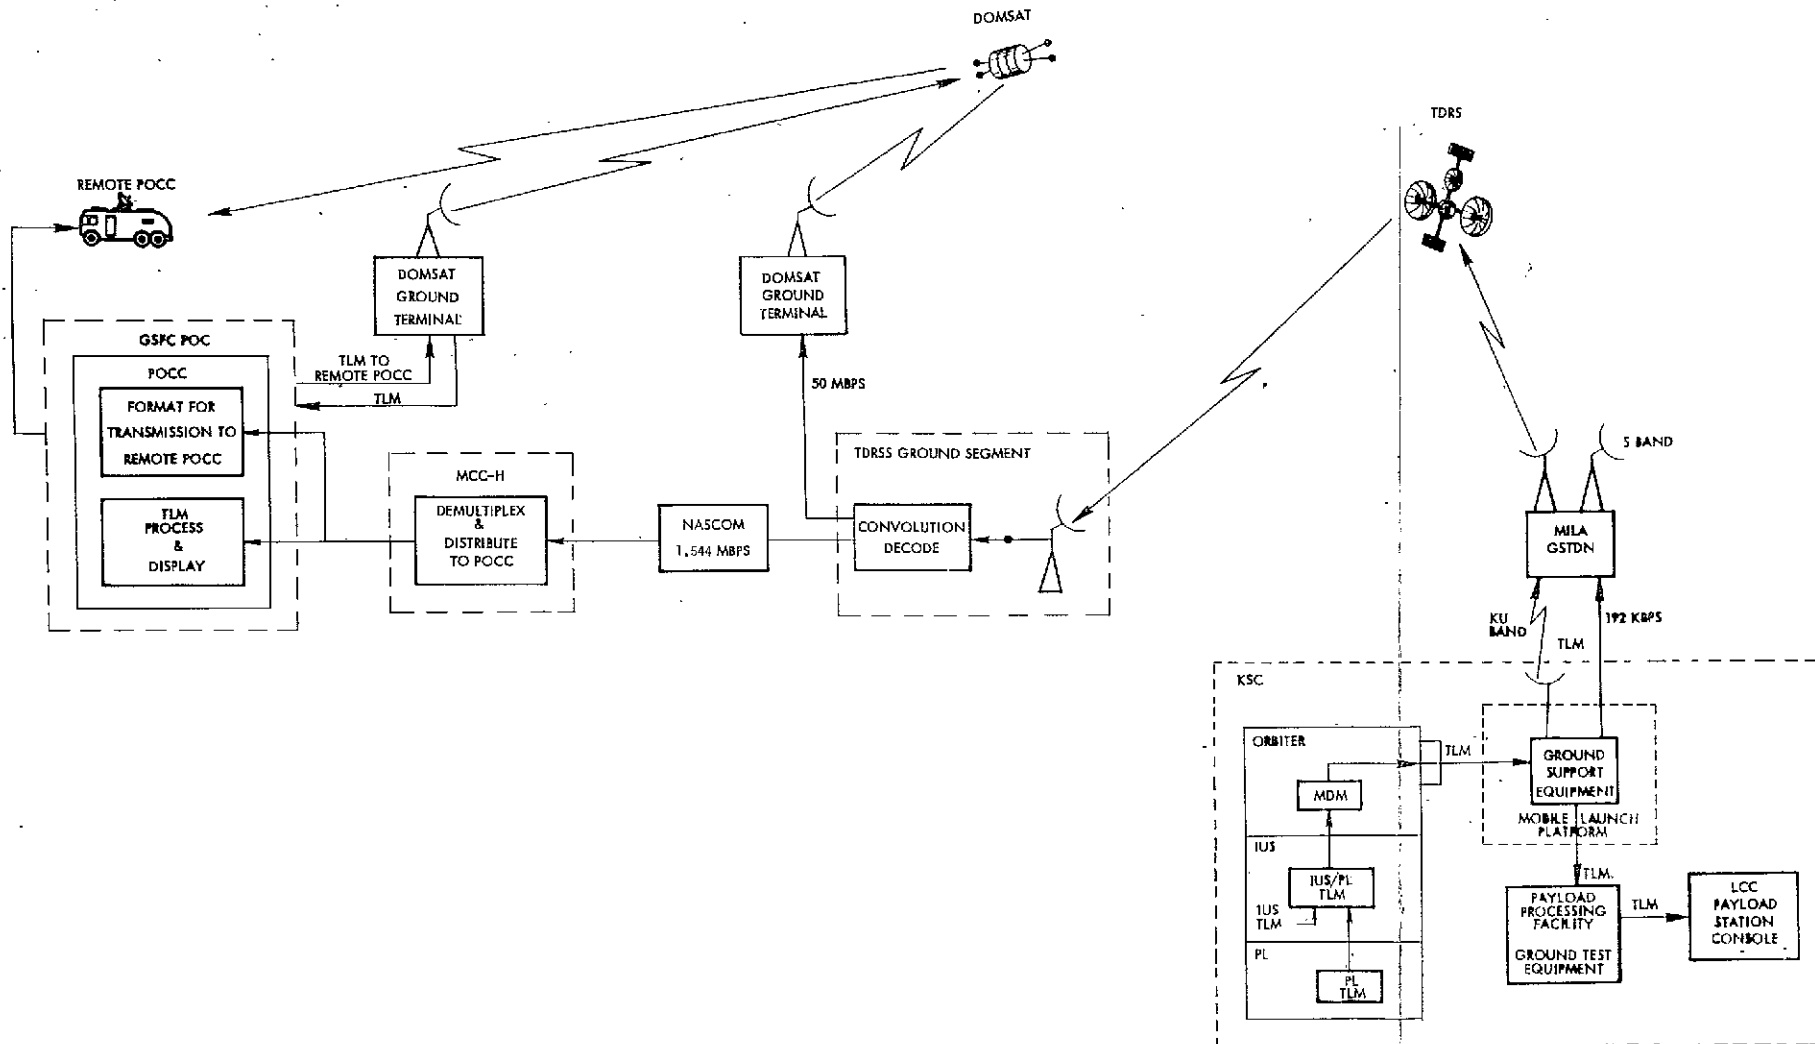 DOMSAT
TDRS
REMOTE POCC
DOMSAT
GROUND
TERMINAL
DOMSAT
GROUND
TERMINAL
GSFC POC
POCC
FORMAT FOR
TRANSMISSION TO
REMOTE POCC
TLM
PROCESS
&
DISPLAY
TLM TO
REMOTE POCC
TLM
MCC-H
DEMULTIPLEX
&
DISTRIBUTE
TO POCC
NASCOM
1.544 MBPS
50 MBPS
TDRSS GROUND SEGMENT
CONVOLUTION
DECODE
S BAND
MILA
GSTDN
KU
BAND
TLM
192 KBPS
KSC
ORBITER
MDM
TLM
GROUND
SUPPORT
EQUIPMENT
MOBILE LAUNCH
PLATFORM
IUS
IUS/PL
TLM
IUS
TLM
PL
PL
TLM
TLM
PAYLOAD
PROCESSING
FACILITY
GROUND TEST
EQUIPMENT
TLM
LCC
PAYLOAD
STATION
CONSOLE